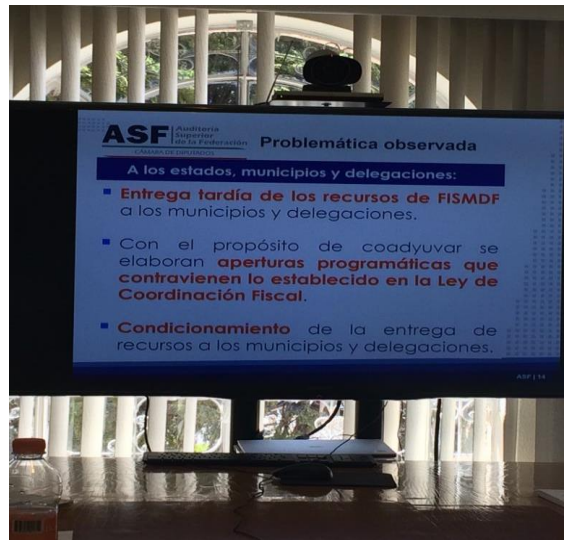 ASF Auditoría
Superior
de la Federación
CÁMARA DE DIPUTADOS
Problemática observada
A los estados, municipios y delegaciones:
Entrega tardía de los recursos de FISMDF
a los municipios y delegaciones.
Con el propósito de coadyuvar se
elaboran aperturas programáticas que
contravienen lo establecido en la Ley de
Coordinación Fiscal.
Condicionamiento de la entrega de
recursos a los municipios y delegaciones.
ASF | 14